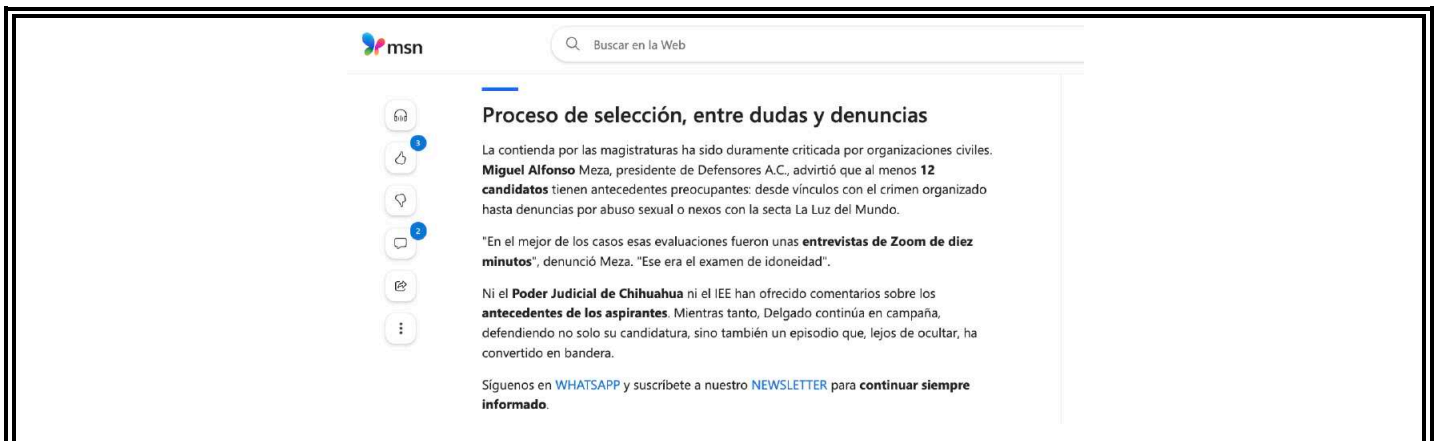 msn
Buscar en la Web
Proceso de selección, entre dudas y denuncias
La contienda por las magistraturas ha sido duramente criticada por organizaciones civiles.
Miguel Alfonso Meza, presidente de Defensores A.C., advirtió que al menos 12
candidatos tienen antecedentes preocupantes: desde vínculos con el crimen organizado
hasta denuncias por abuso sexual o nexos con la secta La Luz del Mundo.
3
"En el mejor de los casos esas evaluaciones fueron unas entrevistas de Zoom de diez
minutos", denunció Meza. "Ese era el examen de idoneidad".
2
Ni el Poder Judicial de Chihuahua ni el IEE han ofrecido comentarios sobre los
antecedentes de los aspirantes. Mientras tanto, Delgado continúa en campaña,
defendiendo no solo su candidatura, sino también un episodio que, lejos de ocultar, ha
convertido en bandera.
Síguenos en WHATSAPP y suscríbete a nuestro NEWSLETTER para continuar siempre
informado.